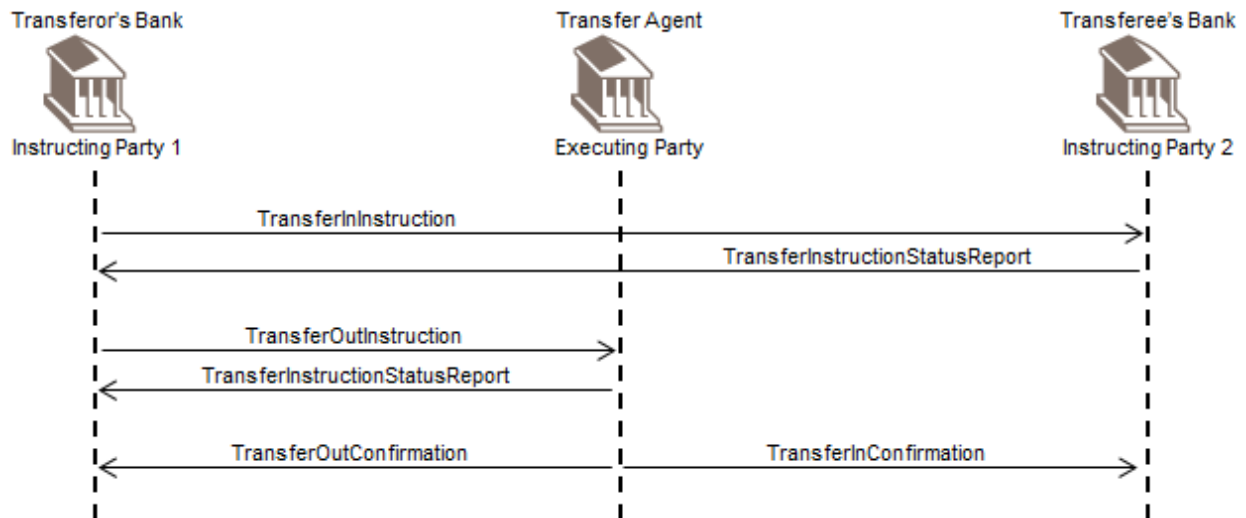 Transferor's Bank
Transfer Agent
Transferee's Bank
Instructing Party 1
Executing Party
Instructing Party 2
TransferInInstruction
TransferInstructionStatusReport
TransferOutInstruction
TransferInstructionStatusReport
TransferOutConfirmation
TransferInConfirmation